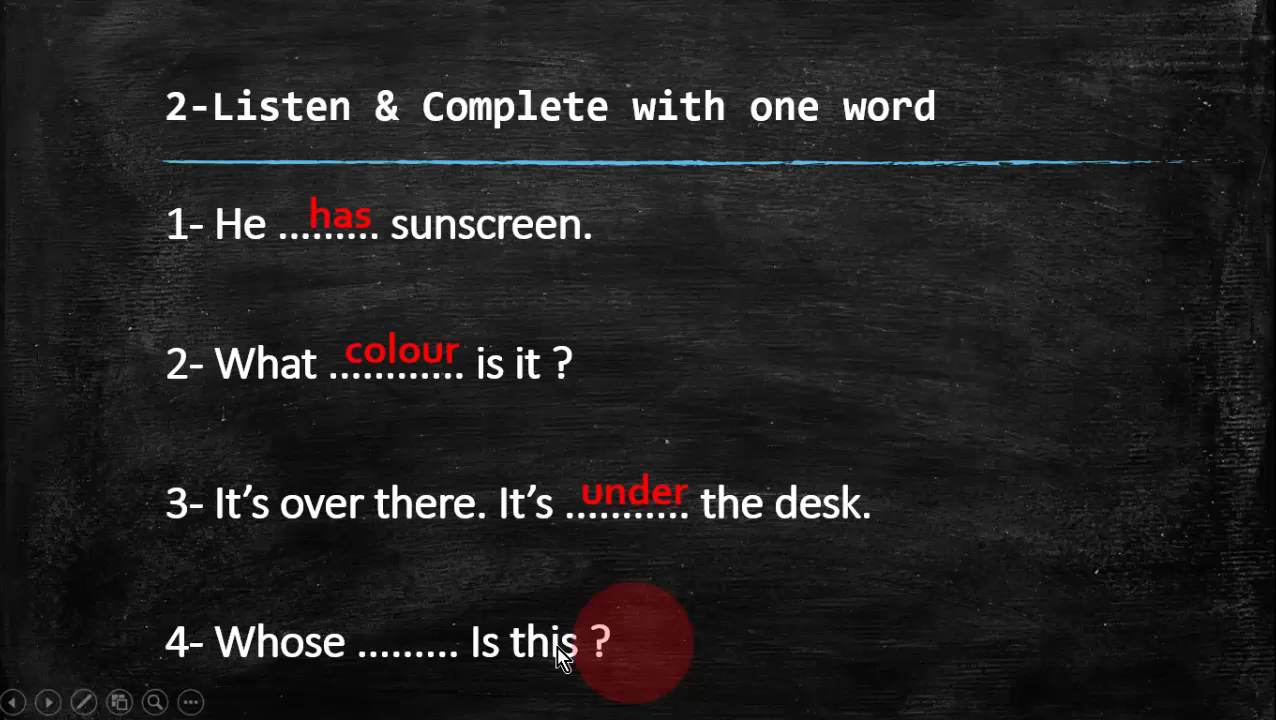 2-Listen & Complete with one word
1- He ...has... sunscreen.
2- What ...colour... is it ?
3- It’s over there. It’s ...under... the desk.
4- Whose ......... Is this ?